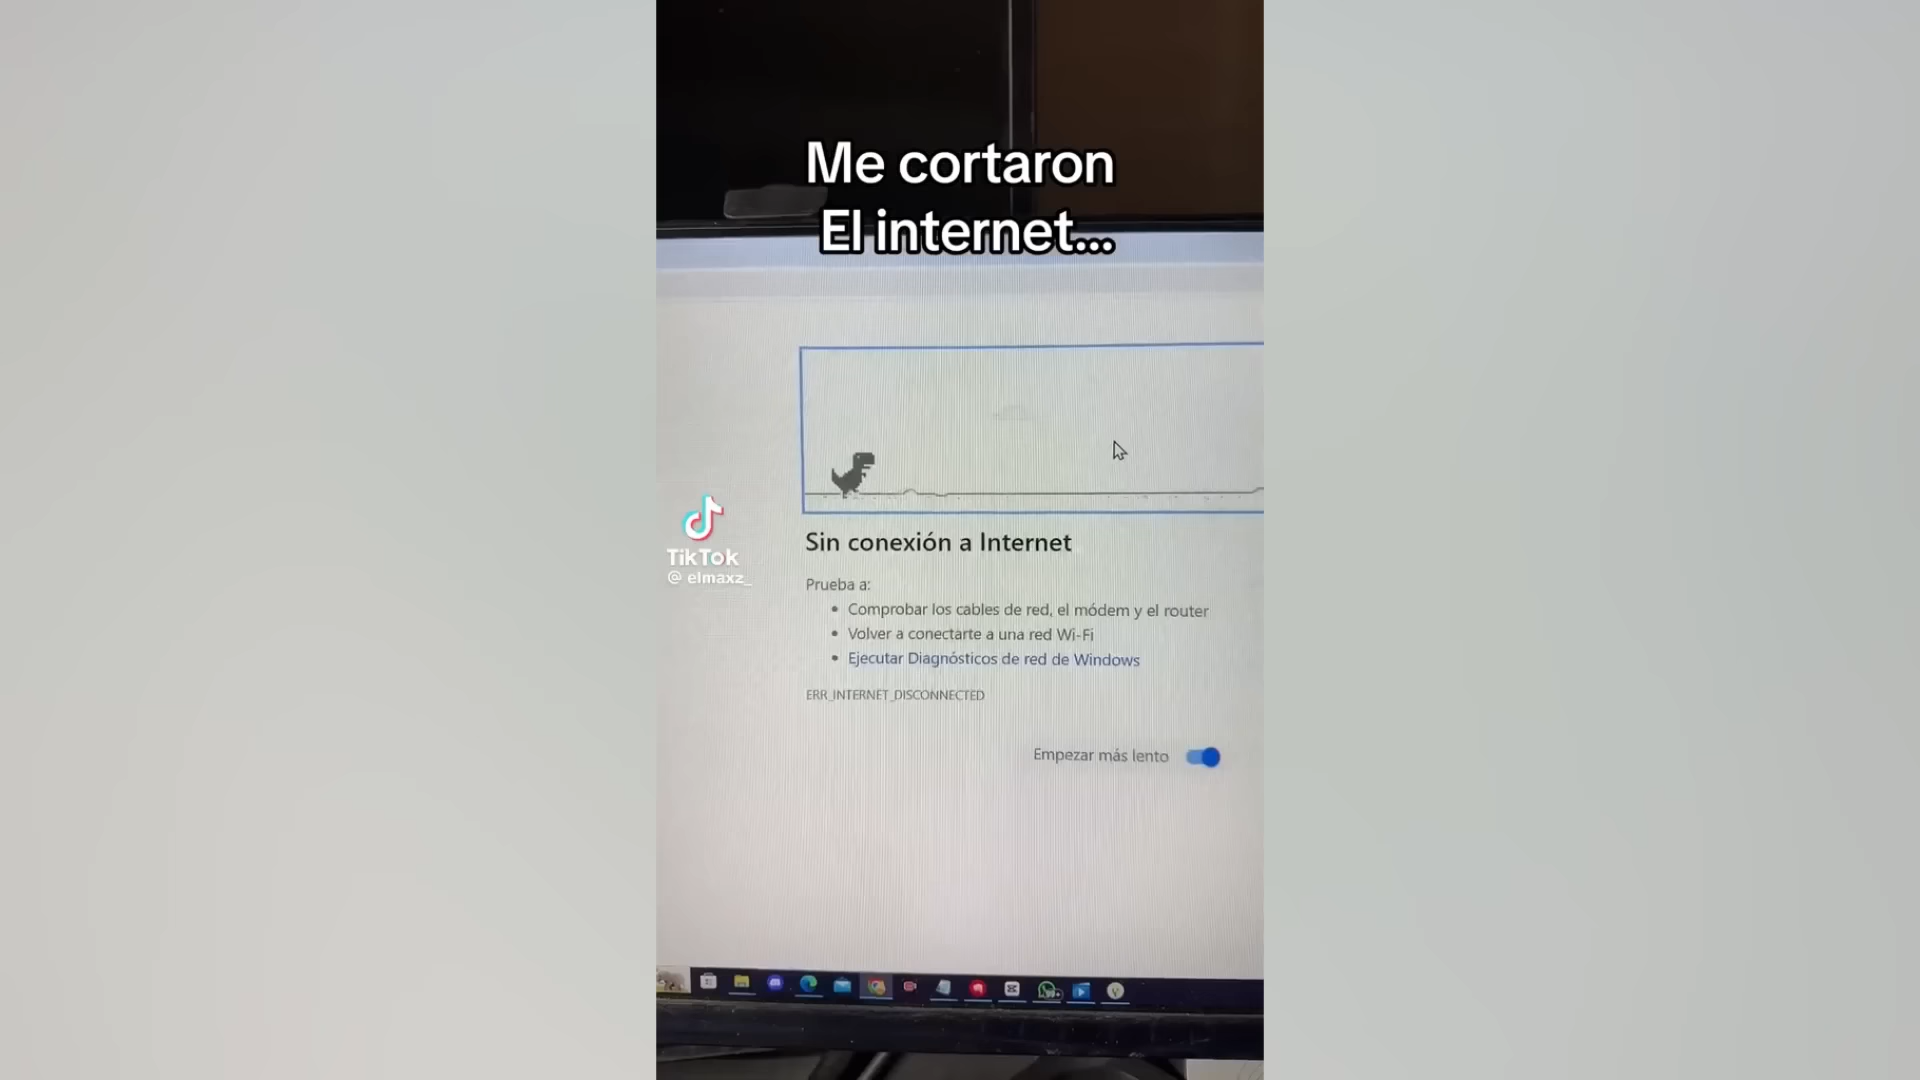 Me cortaron
El internet...
TikTok
@ elmaxz_
Sin conexión a Internet
Prueba a:
• Comprobar los cables de red, el módem y el router
• Volver a conectarte a una red Wi-Fi
• Ejecutar Diagnósticos de red de Windows
ERR_INTERNET_DISCONNECTED
Empezar más lento